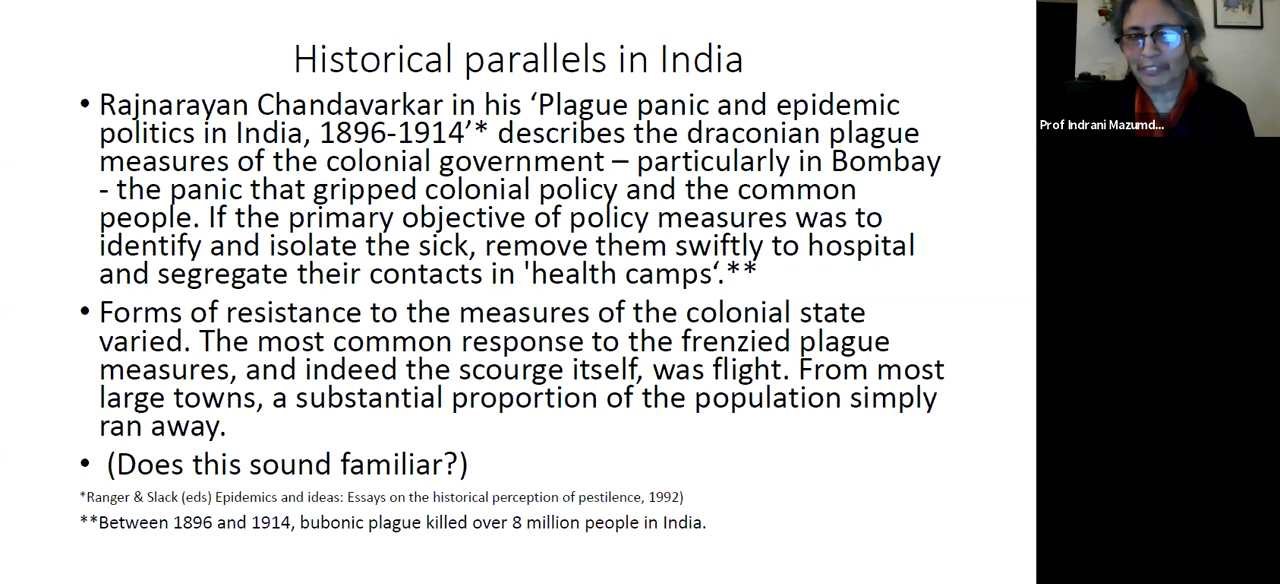 Historical parallels in India
• Rajnarayan Chandavarkar in his ‘Plague panic and epidemic
politics in India, 1896-1914’* describes the draconian plague
measures of the colonial government – particularly in Bombay
- the panic that gripped colonial policy and the common
people. If the primary objective of policy measures was to
identify and isolate the sick, remove them swiftly to hospital
and segregate their contacts in 'health camps‘.**
• Forms of resistance to the measures of the colonial state
varied. The most common response to the frenzied plague
measures, and indeed the scourge itself, was flight. From most
large towns, a substantial proportion of the population simply
ran away.
• (Does this sound familiar?)
*Ranger & Slack (eds) Epidemics and ideas: Essays on the historical perception of pestilence, 1992)
**Between 1896 and 1914, bubonic plague killed over 8 million people in India.
Prof Indrani Mazumd...